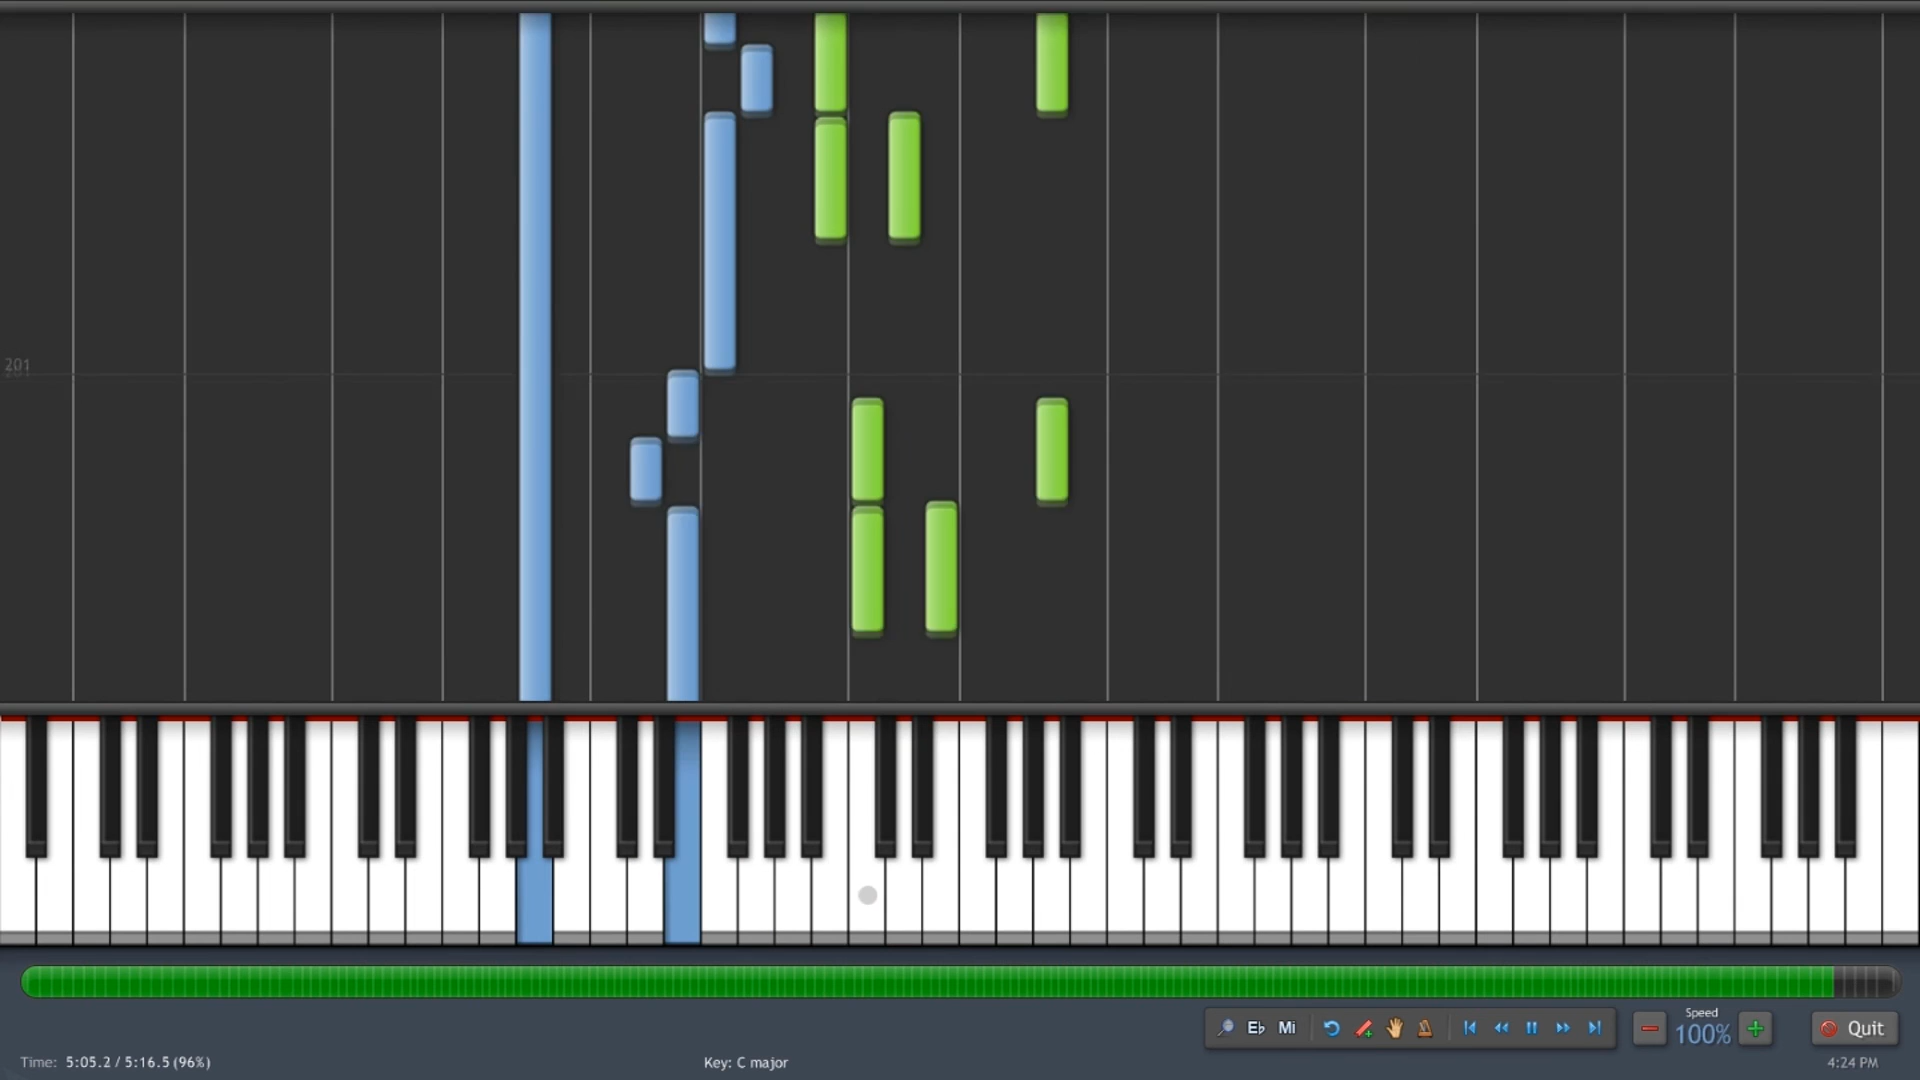 201
Eb Mi
Speed
100%
Quit
Time: 5:05.2 / 5:16.5 (96%)
Key: C major
4:24 PM